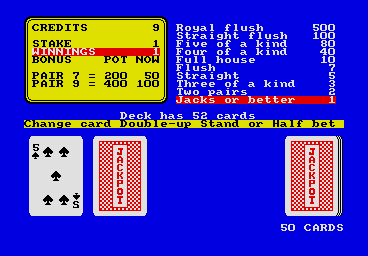 CREDITS 9
STAKE 1
WINNINGS 1
BONUS POT NOW
PAIR 7 = 200 50
PAIR 9 = 400 100
Royal flush 500
Straight flush 100
Five of a kind 80
Four of a kind 40
Full house 10
Flush 7
Straight 5
Three of a kind 3
Two pairs 2
Jacks or better 1
Deck has 52 cards
Change card Double-up Stand or Half bet
5
5
JACKPOT
JACKPOT
50 CARDS